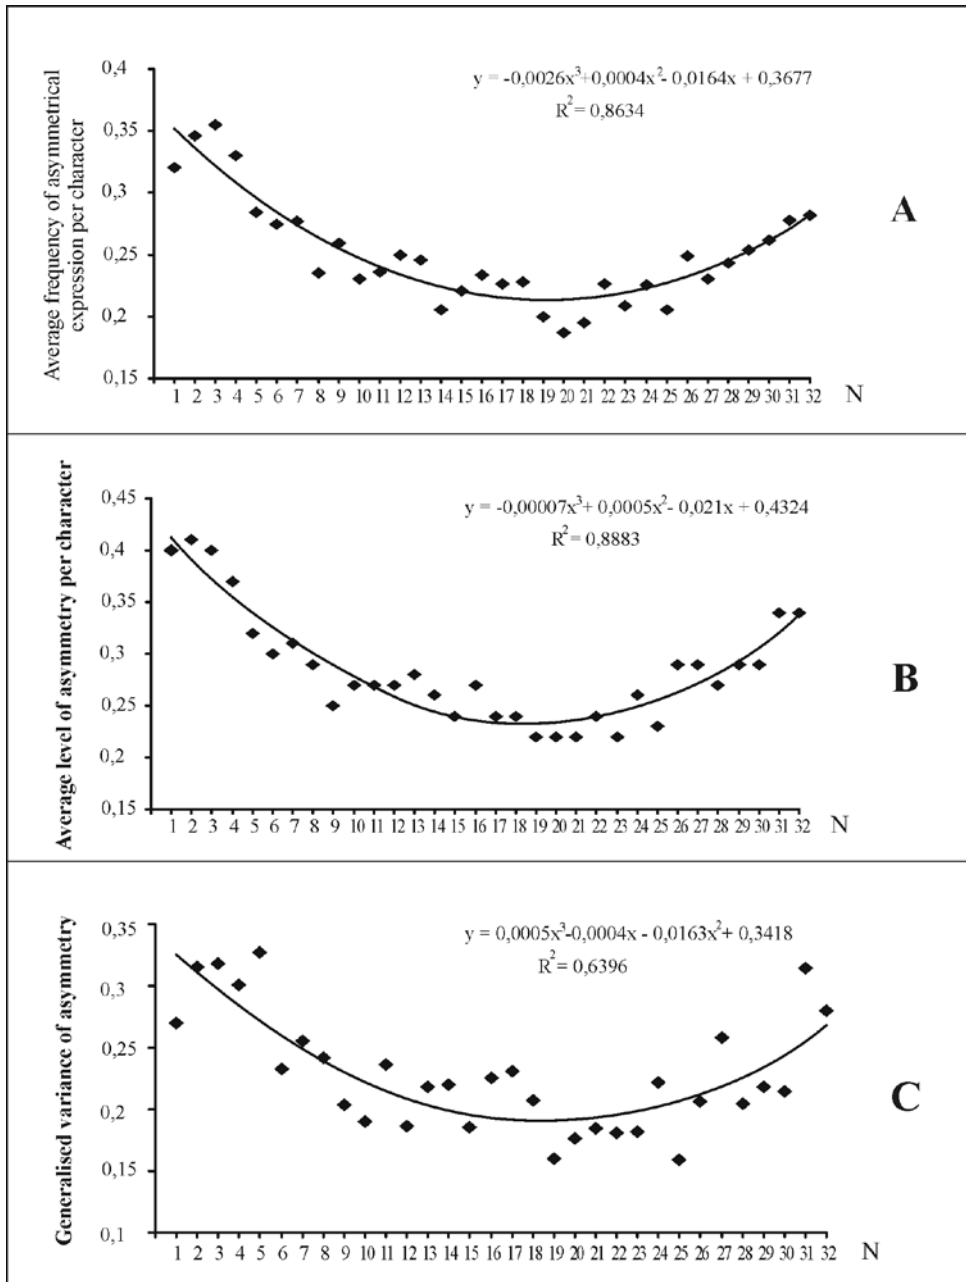 Average frequency of asymmetrical
expression per character
0,4
0,35
0,3
0,25
0,2
0,15
y = -0,0026x³+0,0004x²- 0,0164x + 0,3677
R² = 0,8634
A
1 2 3 4 5 6 7 8 9 10 11 12 13 14 15 16 17 18 19 20 21 22 23 24 25 26 27 28 29 30 31 32 N
Average level of asymmetry per character
0,45
0,4
0,35
0,3
0,25
0,2
0,15
y = -0,00007x³+ 0,0005x²- 0,021x + 0,4324
R² = 0,8883
B
1 2 3 4 5 6 7 8 9 10 11 12 13 14 15 16 17 18 19 20 21 22 23 24 25 26 27 28 29 30 31 32 N
Generalised variance of asymmetry
0,35
0,3
0,25
0,2
0,15
0,1
y = 0,0005x³-0,0004x - 0,0163x²+ 0,3418
R² = 0,6396
C
1 2 3 4 5 6 7 8 9 10 11 12 13 14 15 16 17 18 19 20 21 22 23 24 25 26 27 28 29 30 31 32 N